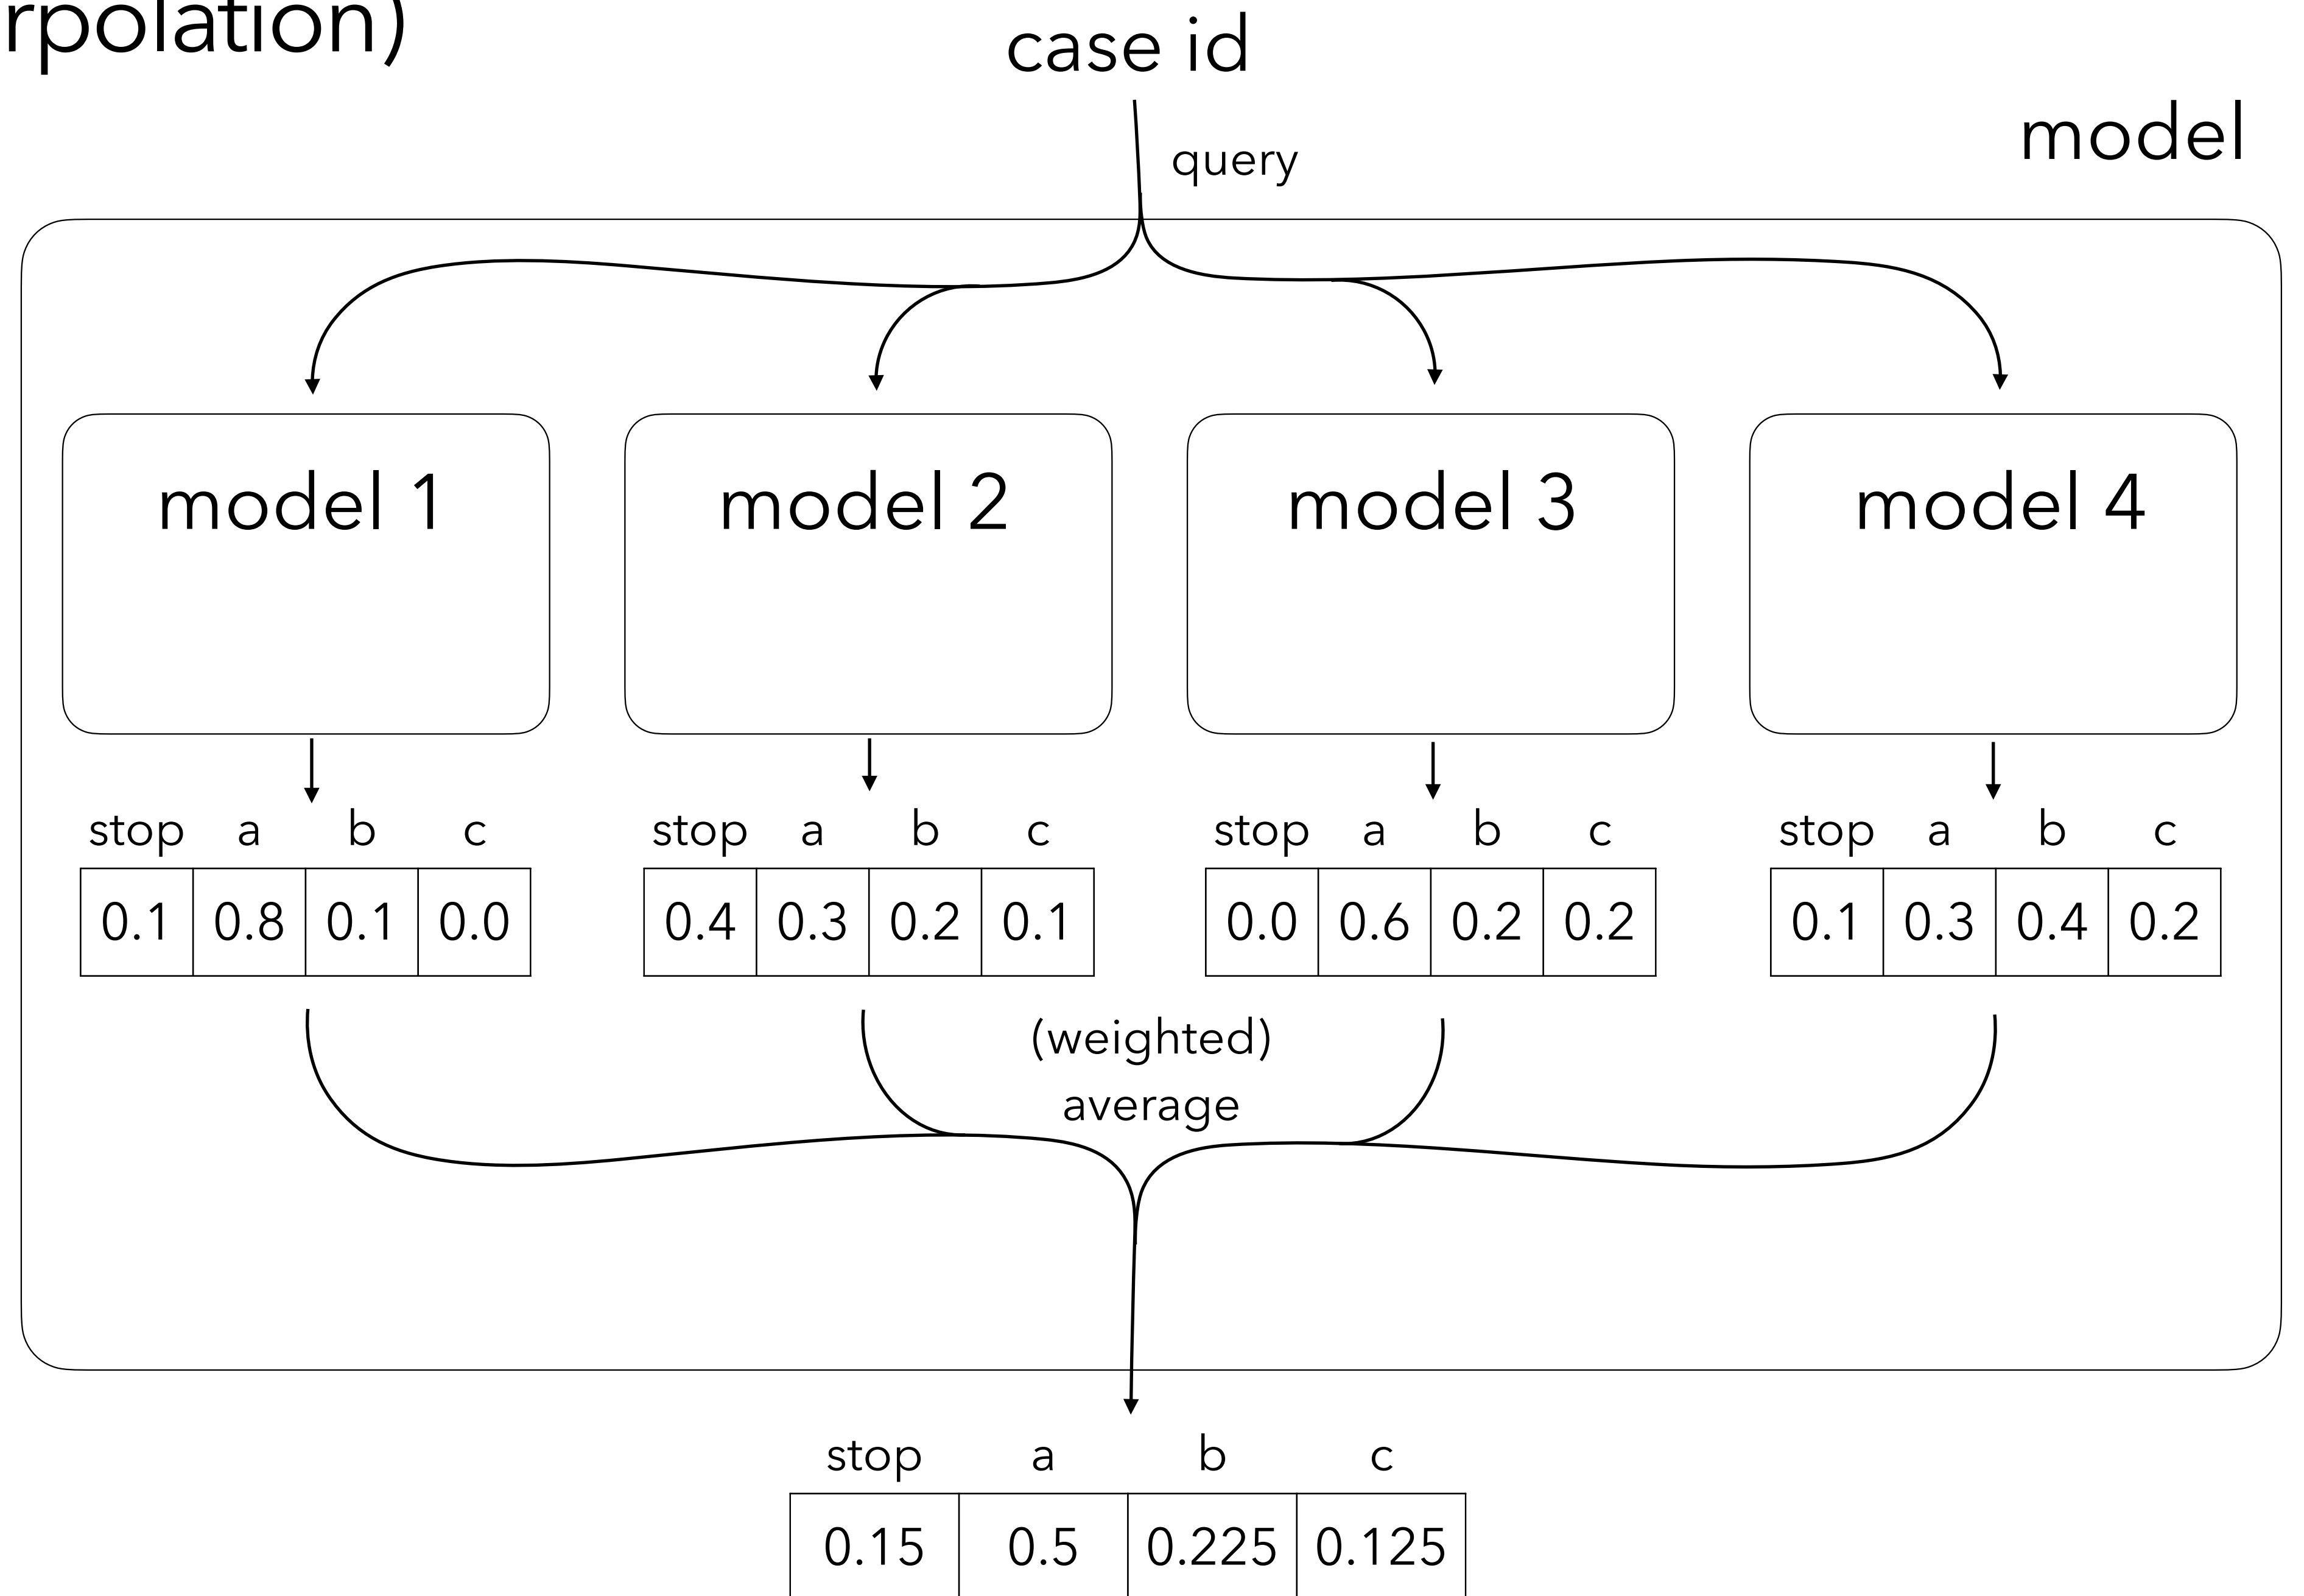 rpolation)
case id
model
query
model 1 model 2 model 3 model 4
stop a b c stop a b c stop a b c stop a b c
0.1 0.8 0.1 0.0 0.4 0.3 0.2 0.1 0.0 0.6 0.2 0.2 0.1 0.3 0.4 0.2
(weighted)
average
stop a b c
0.15 0.5 0.225 0.125